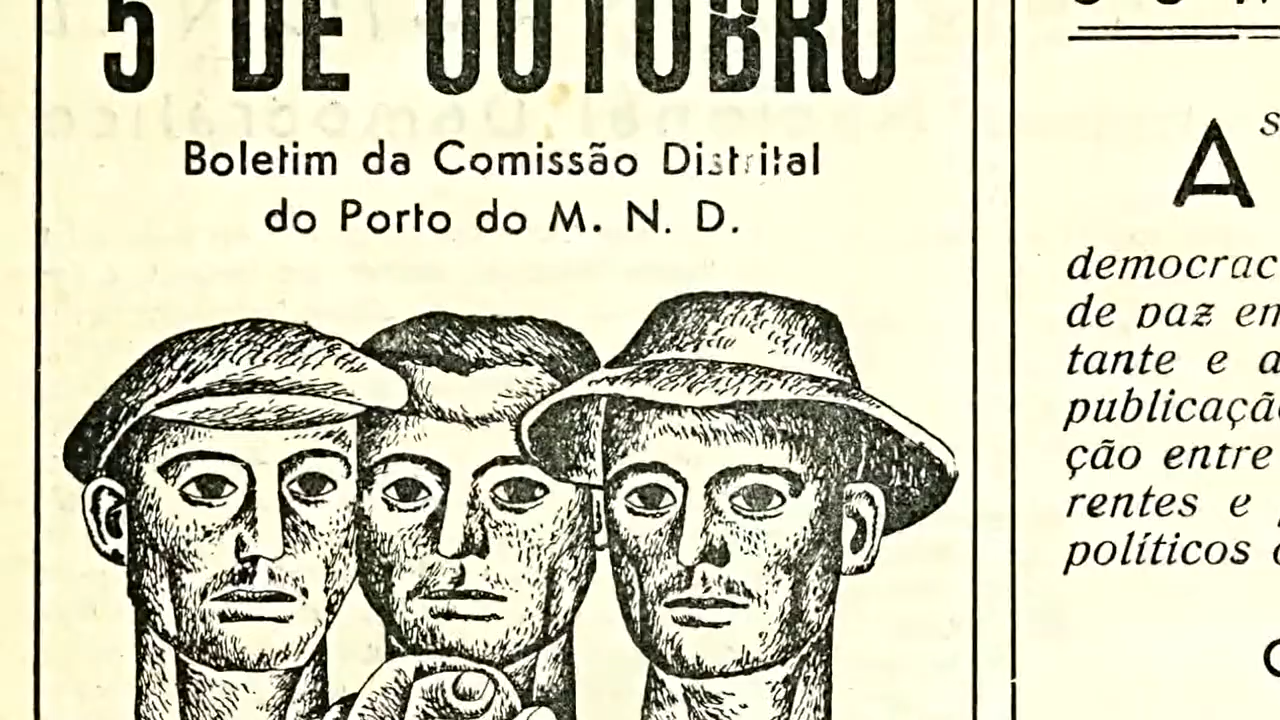 5 DE OUTUBRO
Boletim da Comissão Distrital
do Porto do M. N. D.
A
democrac
de paz en
tante e a
publicaçã
ção entre
rentes e
políticos